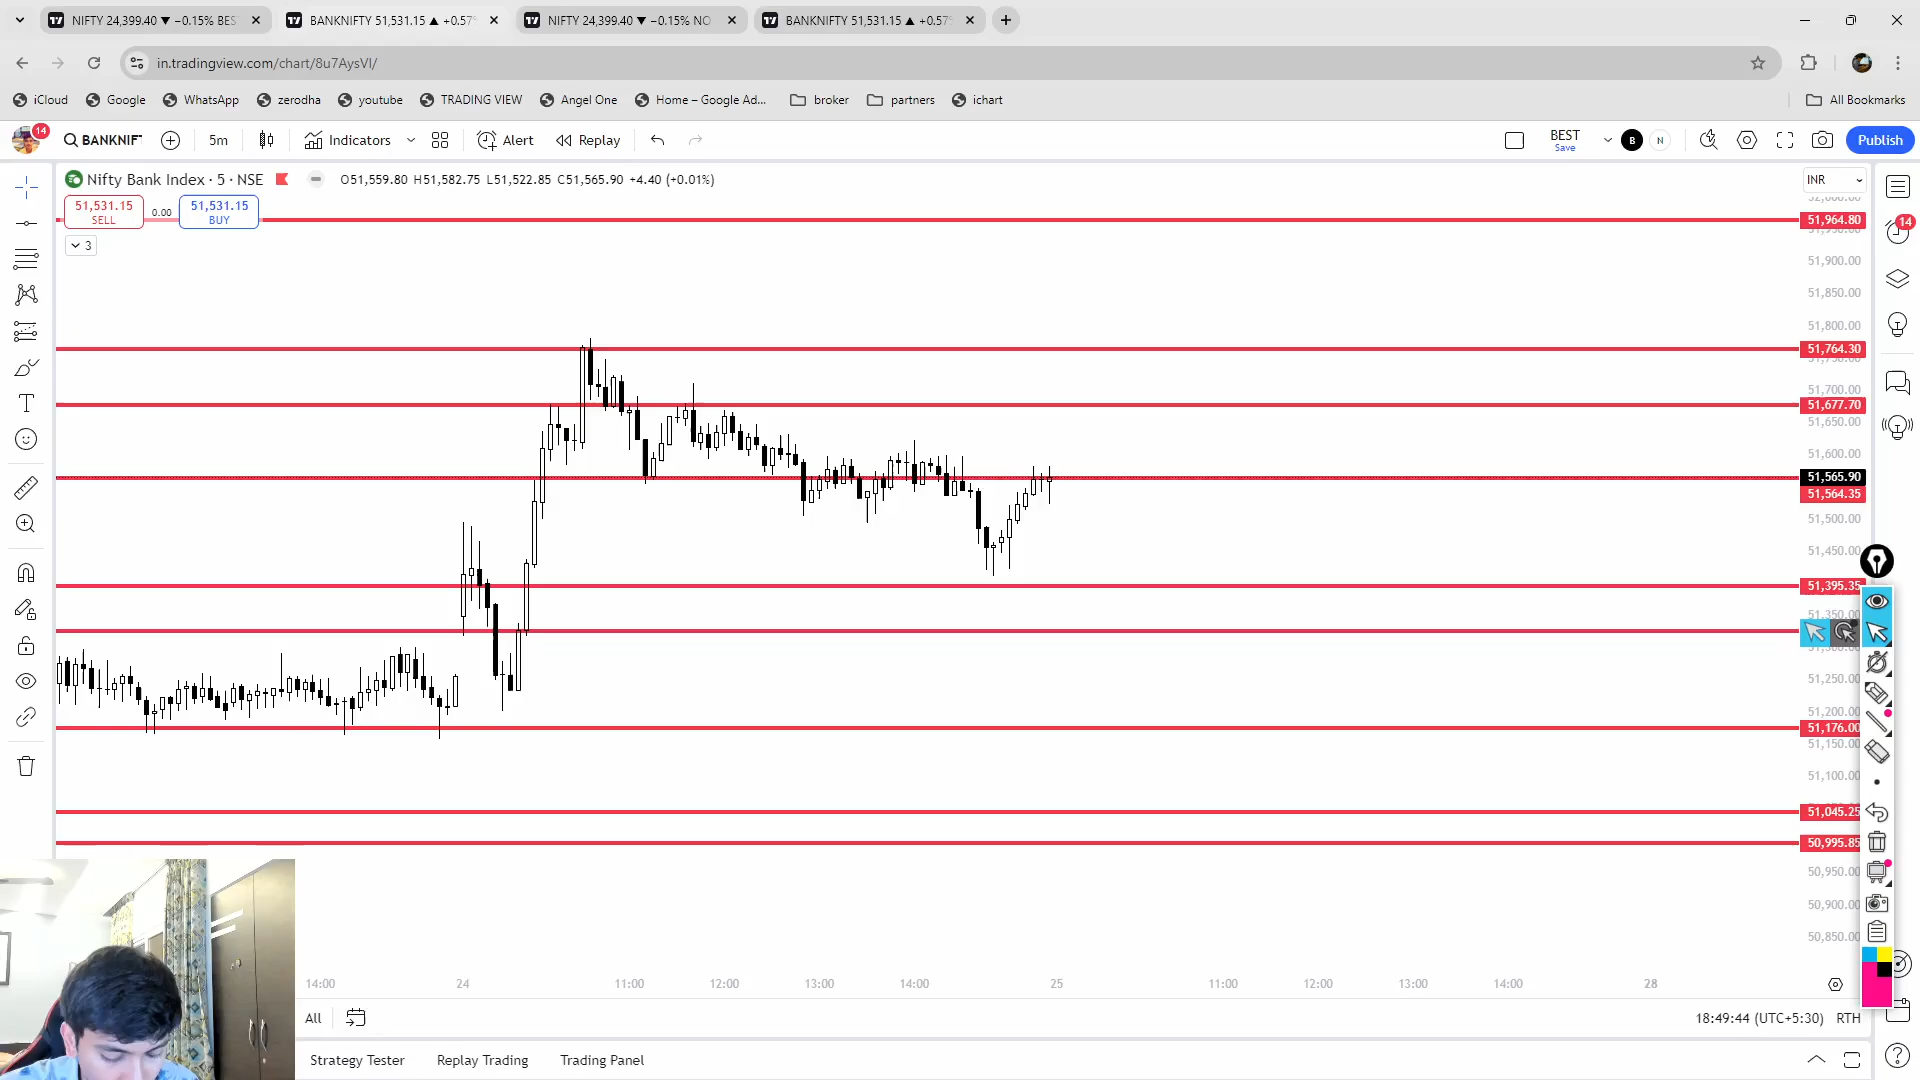 NIFTY 24,399.40 ▼ −0.15% BES
BANKNIFTY 51,531.15 ▲ +0.57%
NIFTY 24,399.40 ▼ −0.15% NO
BANKNIFTY 51,531.15 ▲ +0.57%
in.tradingview.com/chart/8u7AysVI/
iCloud Google WhatsApp zerodha youtube TRADING VIEW Angel One Home – Google Ad... broker partners ichart All Bookmarks
14 BANKNIF 5m Indicators Alert Replay BEST Save B N Publish
Nifty Bank Index · 5 · NSE O51,559.80 H51,582.75 L51,522.85 C51,565.90 +4.40 (+0.01%)
INR
51,531.15 SELL 0.00 51,531.15 BUY
3
14
51,964.80
51,900.00
51,850.00
51,800.00
51,764.30
51,700.00
51,677.70
51,650.00
51,600.00
51,565.90
51,564.35
51,500.00
51,450.00
51,395.35
51,350.00
51,250.00
51,200.00
51,176.00
51,150.00
51,100.00
51,045.25
50,995.85
50,950.00
50,900.00
50,850.00
14:00 24 11:00 12:00 13:00 14:00 25 11:00 12:00 13:00 14:00 28
All 18:49:44 (UTC+5:30) RTH
Strategy Tester Replay Trading Trading Panel